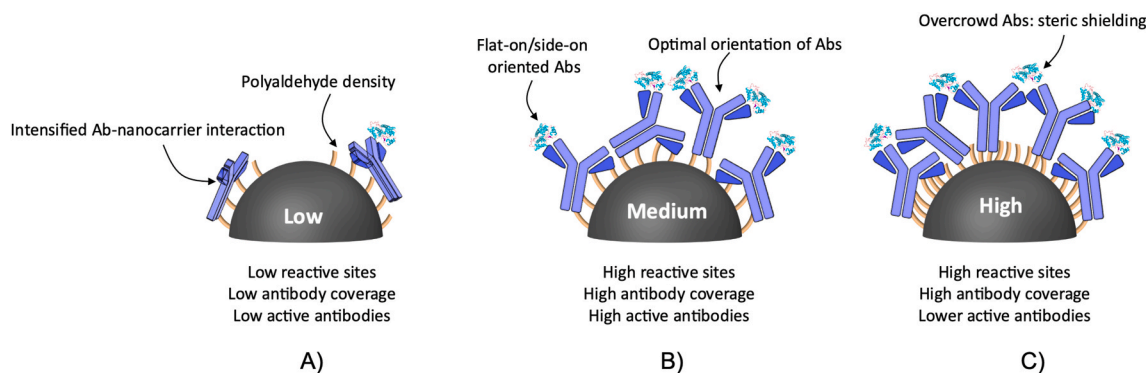 Intensified Ab-nanocarrier interaction
Polyaldehyde density
Low
Low reactive sites
Low antibody coverage
Low active antibodies
A)
Flat-on/side-on
oriented Abs
Optimal orientation of Abs
Medium
High reactive sites
High antibody coverage
High active antibodies
B)
Overcrowd Abs: steric shielding
High
High reactive sites
High antibody coverage
Lower active antibodies
C)